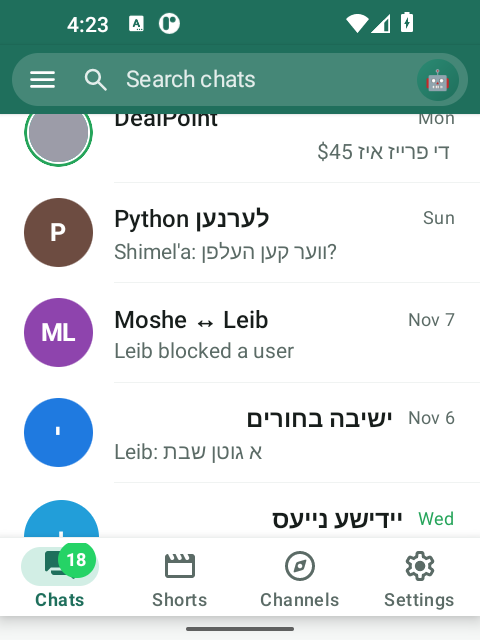 4:23
Search chats
DealPoint
Mon
די פרייז איז $45
P
Python לערנען
Sun
Shimel'a: ווער קען העלפן?
ML
Moshe ↔ Leib
Nov 7
Leib blocked a user
י
ישיבה בחורים
Nov 6
Leib: א גוטן שבת
יידישע נייעס
Wed
18
Chats
Shorts
Channels
Settings